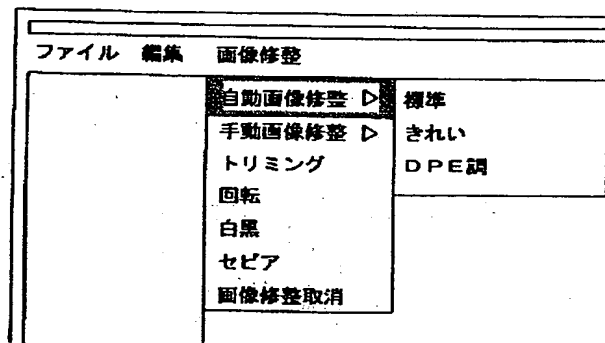 ファイル 編集 画像修整
自動画像修整 ▷ 標準
手動画像修整 ▷ きれい
トリミング DPE調
回転
白黒
セピア
画像修整取消